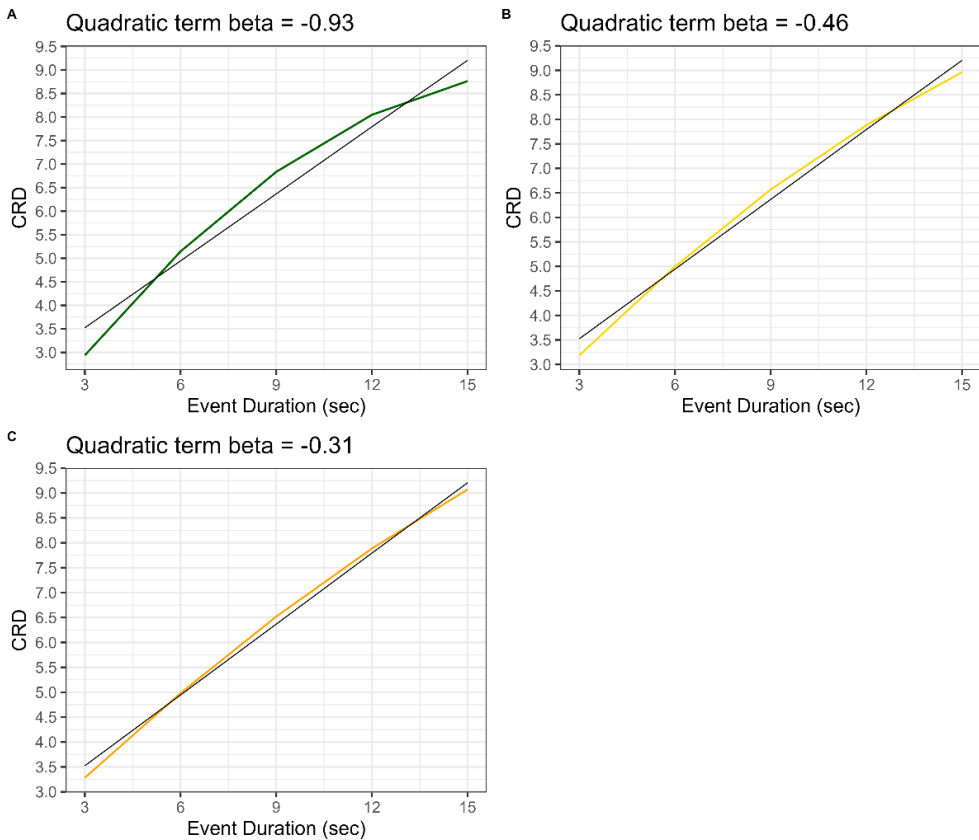 A
Quadratic term beta = -0.93
9.5
9.0
8.5
8.0
7.5
7.0
6.5
6.0
5.5
5.0
4.5
4.0
3.5
3.0
CRD
3 6 9 12 15
Event Duration (sec)
B
Quadratic term beta = -0.46
9.5
9.0
8.5
8.0
7.5
7.0
6.5
6.0
5.5
5.0
4.5
4.0
3.5
3.0
CRD
3 6 9 12 15
Event Duration (sec)
C
Quadratic term beta = -0.31
9.5
9.0
8.5
8.0
7.5
7.0
6.5
6.0
5.5
5.0
4.5
4.0
3.5
3.0
CRD
3 6 9 12 15
Event Duration (sec)